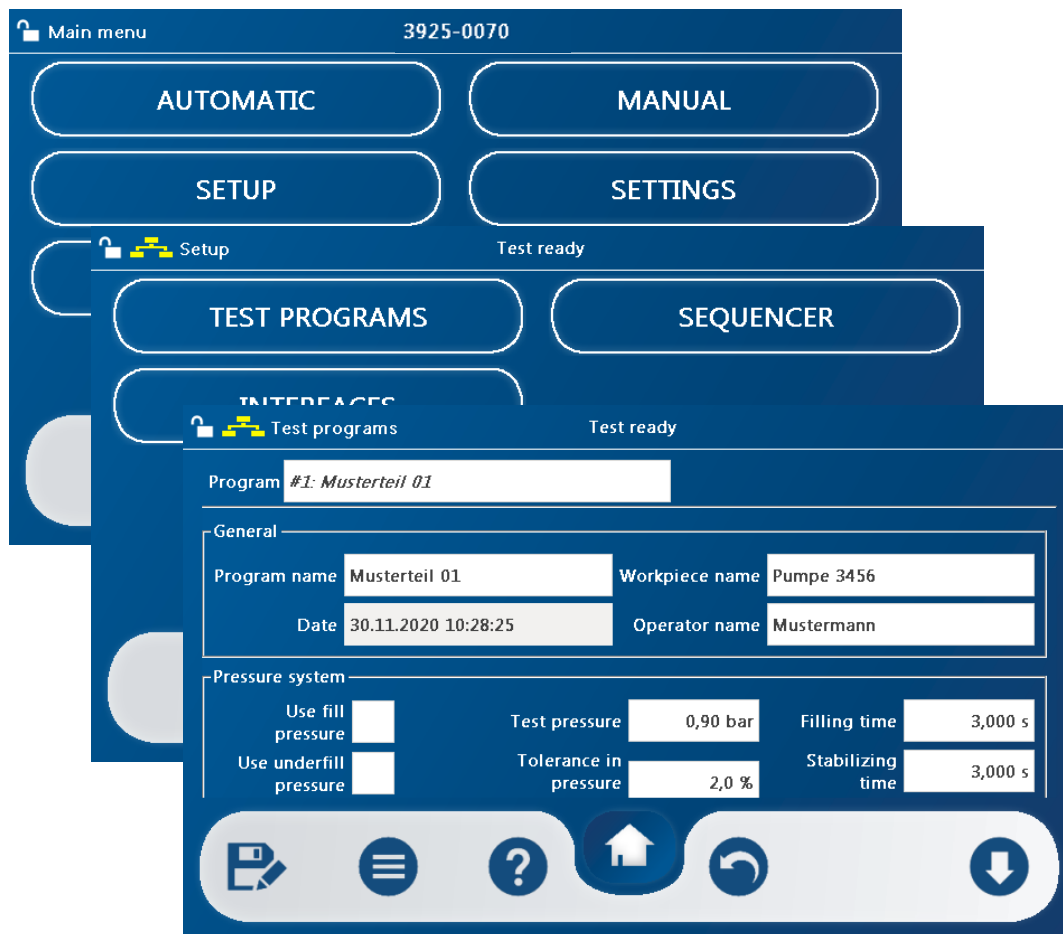 Main menu 3925-0070
AUTOMATIC MANUAL
SETUP SETTINGS
Setup Test ready
TEST PROGRAMS SEQUENCER
INTERFACES
Test programs Test ready
Program #1: Musterteil 01
General
Program name Musterteil 01 Workpiece name Pumpe 3456
Date 30.11.2020 10:28:25 Operator name Mustermann
Pressure system
Use fill
pressure
Test pressure 0,90 bar Filling time 3,000 s
Use underfill
pressure
Tolerance in
pressure 2,0 %
Stabilizing
time 3,000 s
?